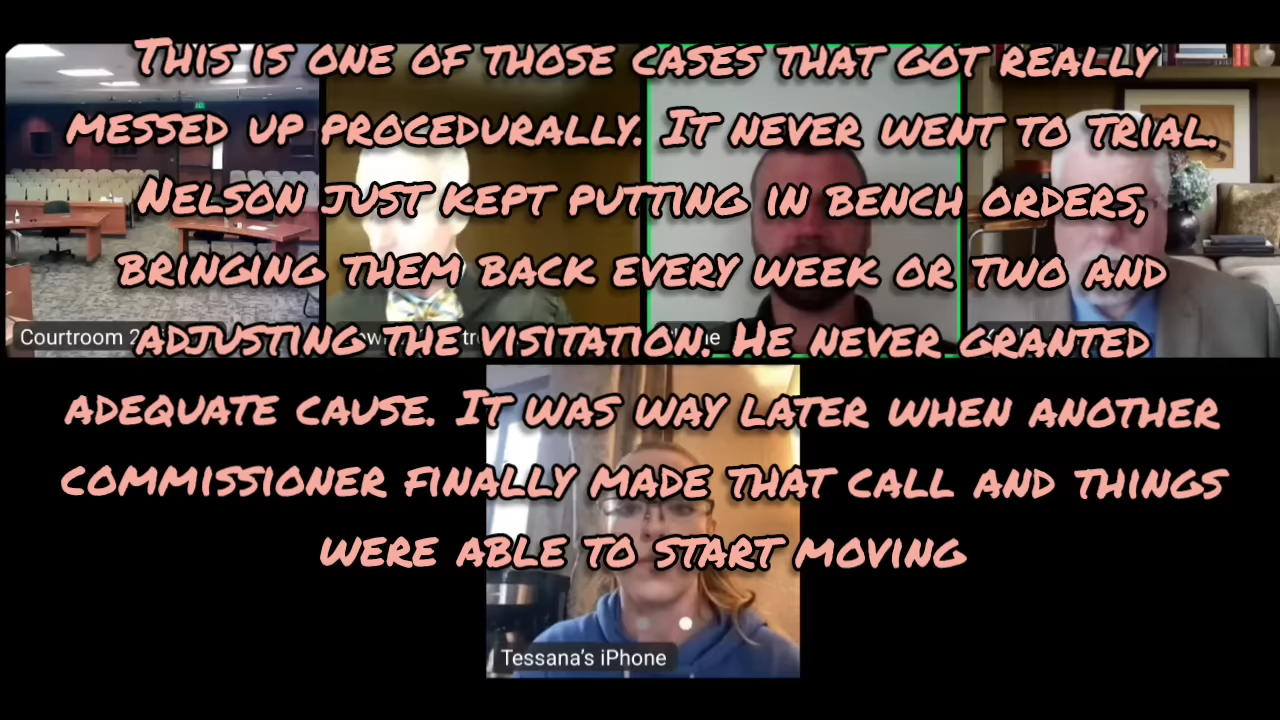 This is one of those cases that got really
messed up procedurally. It never went to trial.
Nelson just kept putting in bench orders,
bringing them back every week or two and
adjusting the visitation. He never granted
adequate cause. It was way later when another
commissioner finally made that call and things
were able to start moving
Courtroom
Tessana's iPhone